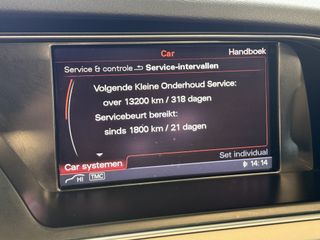 Car
Handboek
Service & controle Service-intervallen
Volgende Kleine Onderhoud Service:
over 13200 km / 318 dagen
Servicebeurt bereikt:
sinds 1800 km / 21 dagen
Set individual
Car systemen
HI TMC 14:14